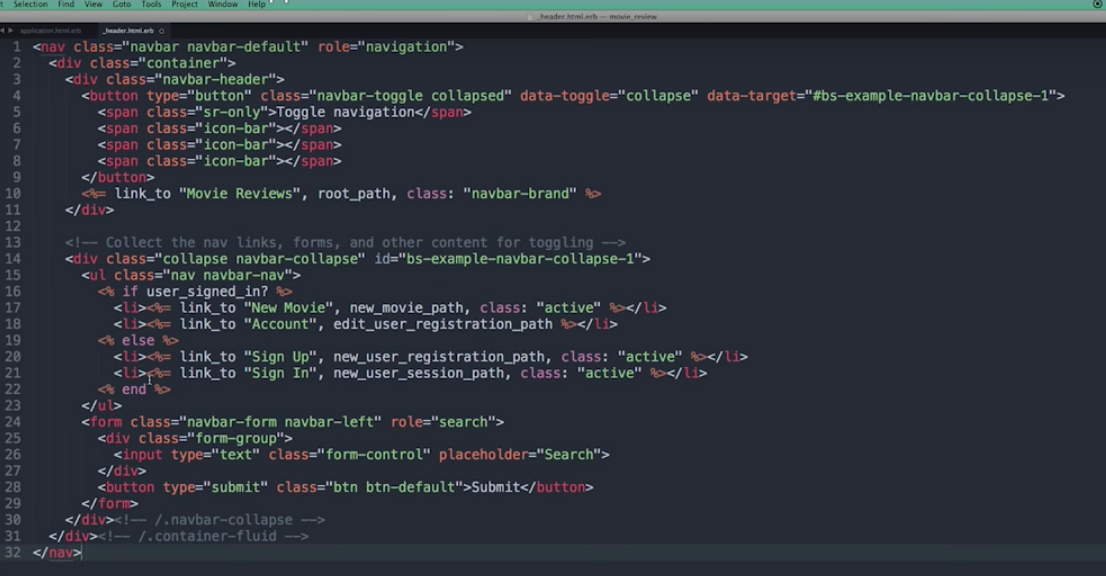 t Selection Find View Goto Tools Project Window Help
_header.html.erb — movie_review
application.html.erb _header.html.erb
1 <nav class="navbar navbar-default" role="navigation">
2 <div class="container">
3 <div class="navbar-header">
4 <button type="button" class="navbar-toggle collapsed" data-toggle="collapse" data-target="#bs-example-navbar-collapse-1">
5 <span class="sr-only">Toggle navigation</span>
6 <span class="icon-bar"></span>
7 <span class="icon-bar"></span>
8 <span class="icon-bar"></span>
9 </button>
10 <%= link_to "Movie Reviews", root_path, class: "navbar-brand" %>
11 </div>
12
13 <!-- Collect the nav links, forms, and other content for toggling -->
14 <div class="collapse navbar-collapse" id="bs-example-navbar-collapse-1">
15 <ul class="nav navbar-nav">
16 <% if user_signed_in? %>
17 <li><%= link_to "New Movie", new_movie_path, class: "active" %></li>
18 <li><%= link_to "Account", edit_user_registration_path %></li>
19 <% else %>
20 <li><%= link_to "Sign Up", new_user_registration_path, class: "active" %></li>
21 <li><%= link_to "Sign In", new_user_session_path, class: "active" %></li>
22 <% end %>
23 </ul>
24 <form class="navbar-form navbar-left" role="search">
25 <div class="form-group">
26 <input type="text" class="form-control" placeholder="Search">
27 </div>
28 <button type="submit" class="btn btn-default">Submit</button>
29 </form>
30 </div><!-- /.navbar-collapse -->
31 </div><!-- /.container-fluid -->
32 </nav>